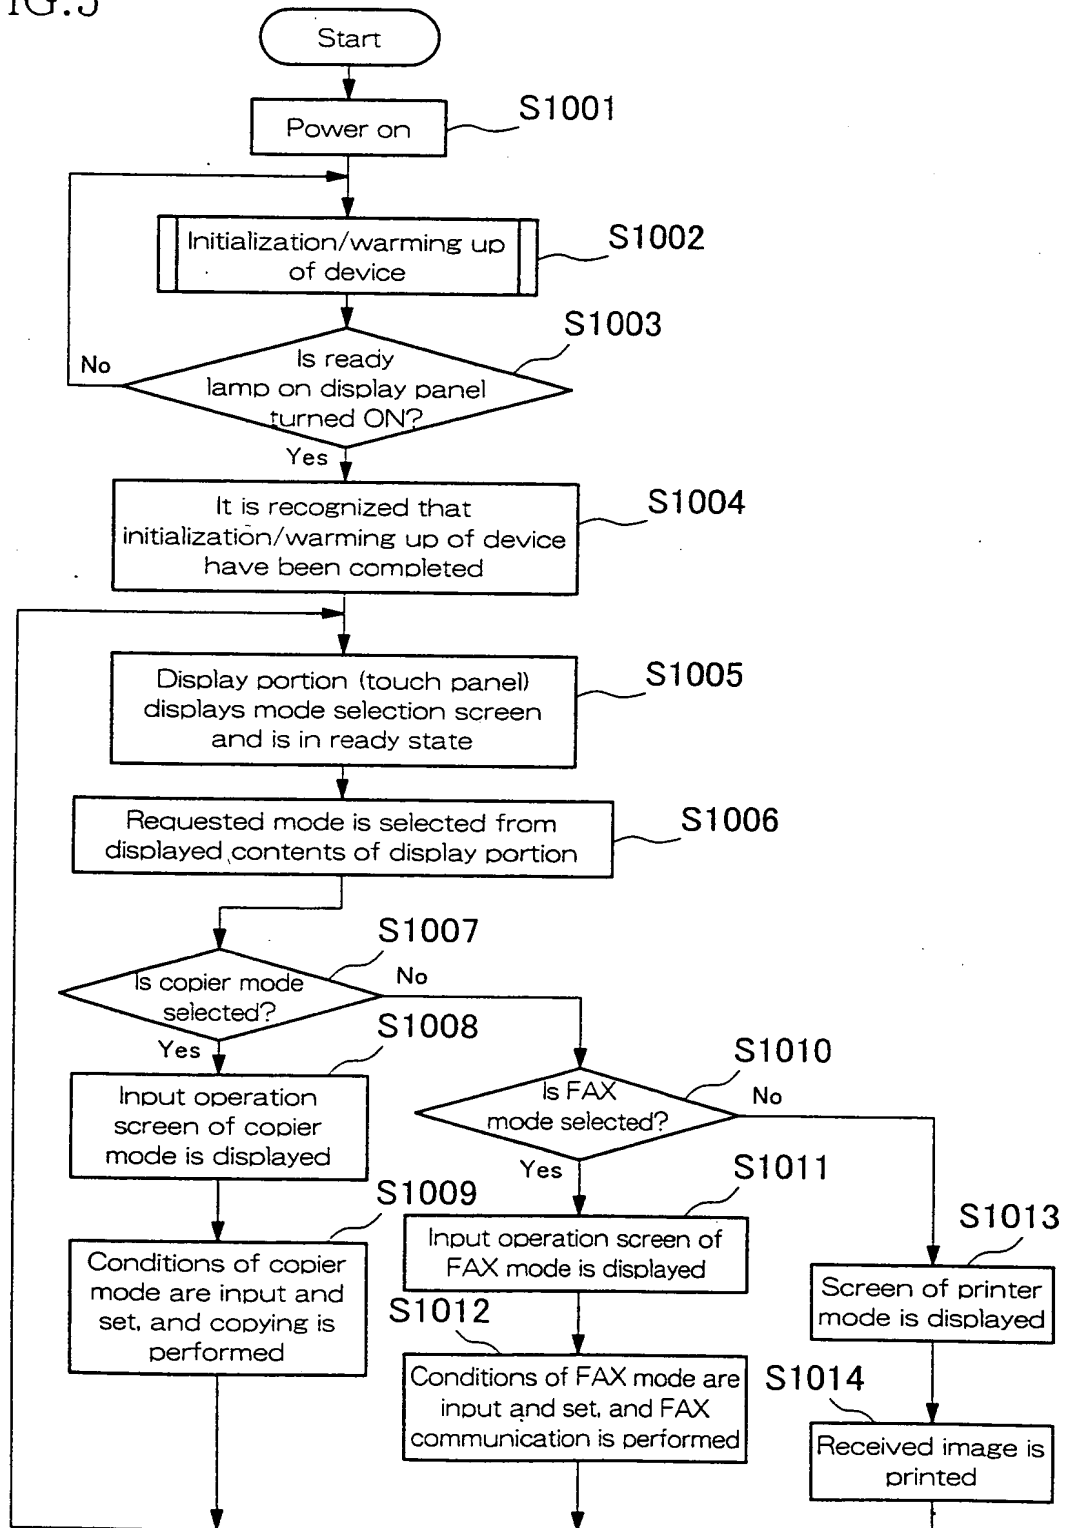 IG.5
Start
Power on
S1001
Initialization/warming up
of device
S1002
S1003
Is ready
lamp on display panel
turned ON?
No
Yes
It is recognized that
initialization/warming up of device
have been completed
S1004
Display portion (touch panel)
displays mode selection screen
and is in ready state
S1005
Requested mode is selected from
displayed contents of display portion
S1006
S1007
Is copier mode
selected?
No
Yes
S1008
Input operation
screen of copier
mode is displayed
S1010
Is FAX
mode selected?
No
Yes
S1009
Conditions of copier
mode are input and
set, and copying is
performed
S1011
Input operation screen of
FAX mode is displayed
S1013
Screen of printer
mode is displayed
S1012
Conditions of FAX mode are
input and set, and FAX
communication is performed
S1014
Received image is
printed